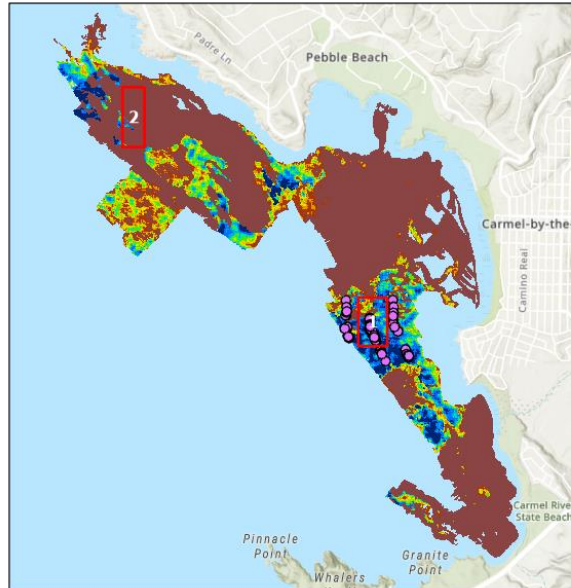 Padre Ln
Pebble Beach
2
Carmel-by-the
Camino Real
1
Carmel River
State Beach
Pinnacle
Point
Granite
Point
Whalers